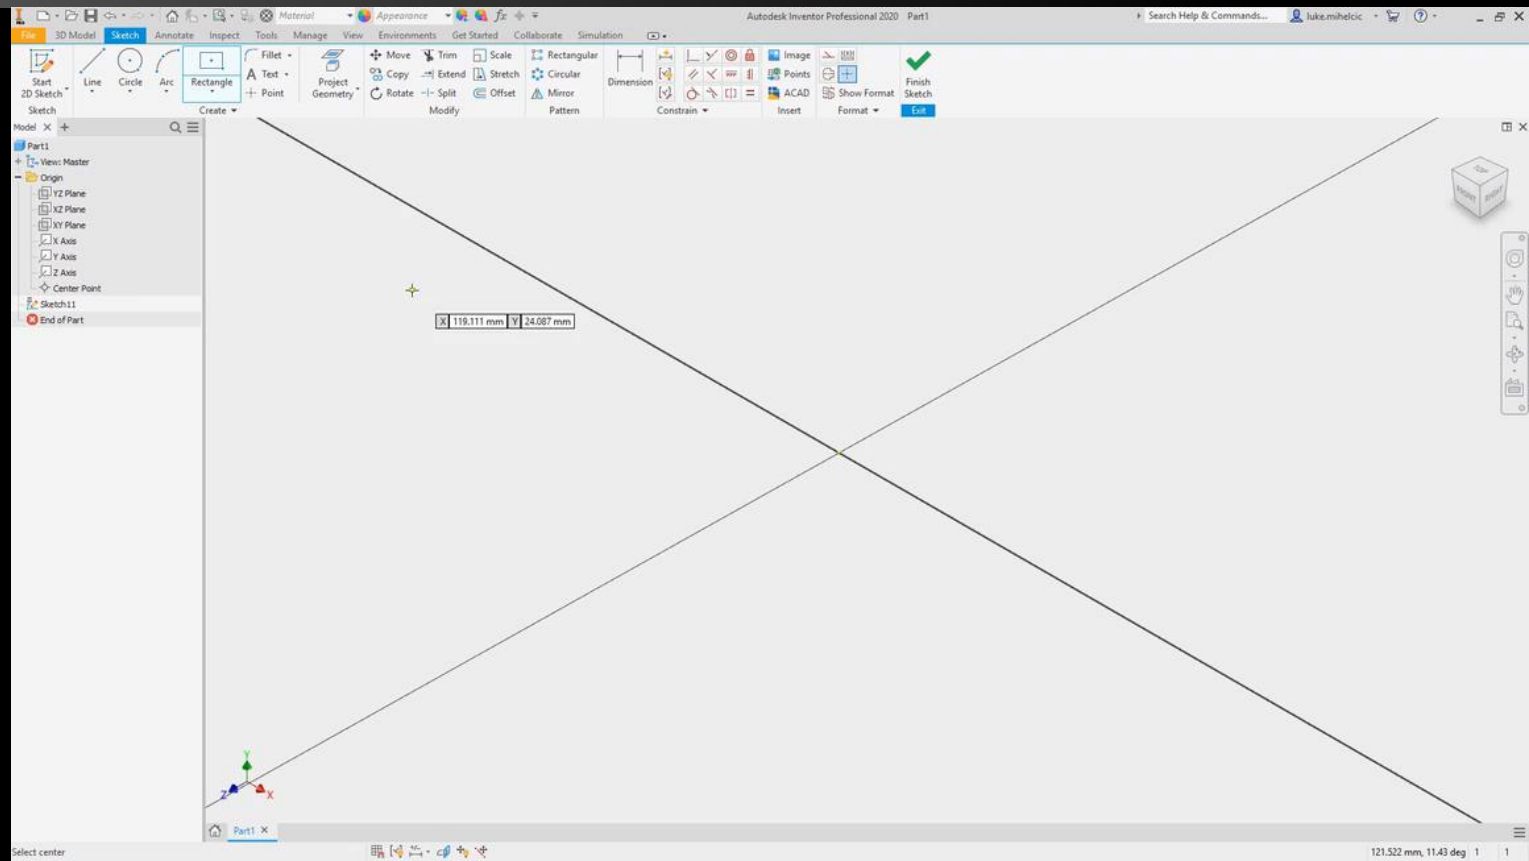 Material
Appearance
fx
Autodesk Inventor Professional 2020 Part1
Search Help & Commands...
luke.mihelcic
File 3D Model Sketch Annotate Inspect Tools Manage View Environments Get Started Collaborate Simulation
Start
2D Sketch
Line
Circle
Arc
Rectangle
Fillet
Text
Point
Project
Geometry
Move
Trim
Scale
Copy
Extend
Stretch
Rotate
Split
Offset
Rectangular
Circular
Mirror
Dimension
Image
Points
ACAD
Show Format
Finish
Sketch
Sketch Create Modify Pattern Constrain Insert Format Exit
Model
Part1
View: Master
Origin
YZ Plane
XZ Plane
XY Plane
X Axis
Y Axis
Z Axis
Center Point
Sketch11
End of Part
X 119.111 mm Y 24.087 mm
TOP
FRONT RIGHT
Y
Z X
Part1
Select center
121.522 mm, 11.43 deg 1 1